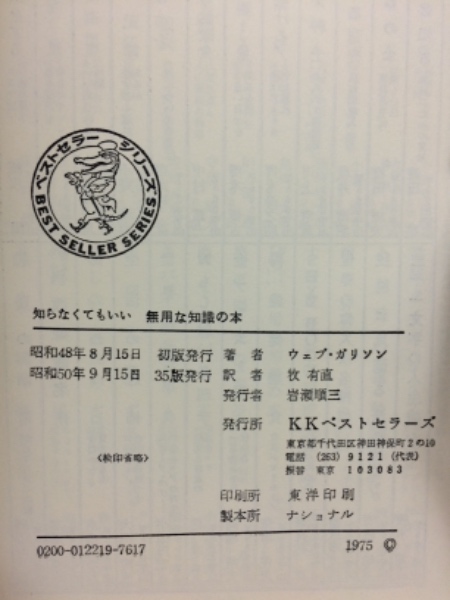 ベストセラーシリーズ
BEST SELLER SERIES
知らなくてもいい 無用な知識の本
昭和48年8月15日 初版発行 著者 ウェブ・ガリソン
昭和50年9月15日 35版発行 訳者 牧 有直
発行者 岩瀬順三
発行所 KKベストセラーズ
東京都千代田区神田神保町2の10
電話 (263) 9121 (代表)
振替 東京 103083
<検印省略>
印刷所 東洋印刷
製本所 ナショナル
0200-012219-7617 1975 ©